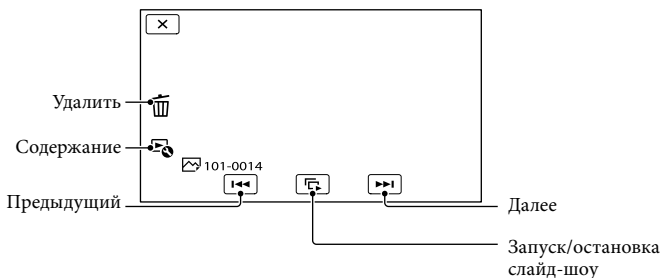 Удалить
Содержание
101-0014
Предыдущий
Далее
Запуск/остановка
слайд-шоу